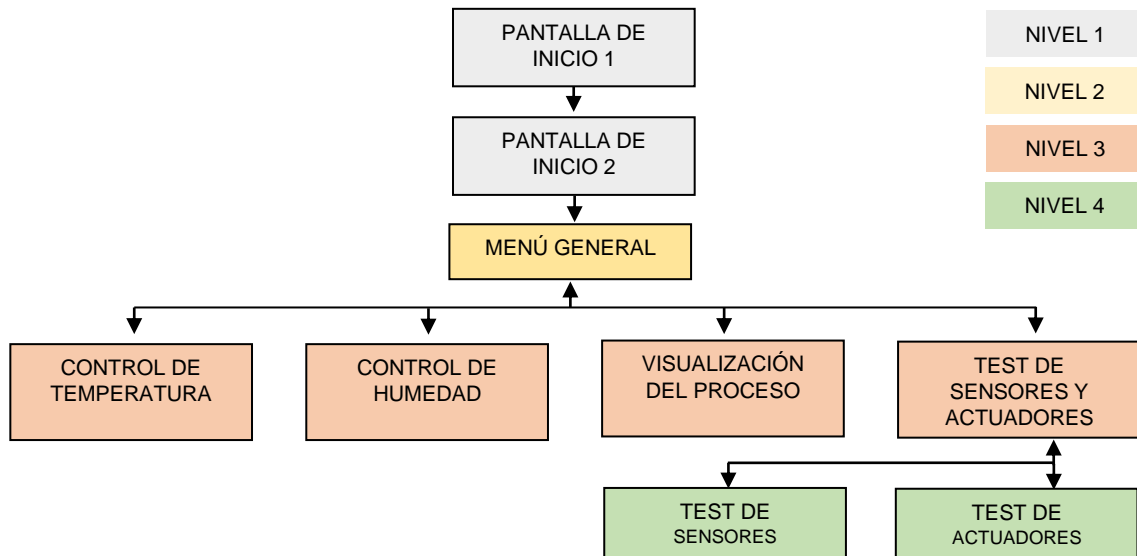 PANTALLA DE
INICIO 1
NIVEL 1
NIVEL 2
PANTALLA DE
INICIO 2
NIVEL 3
NIVEL 4
MENÚ GENERAL
CONTROL DE
TEMPERATURA
CONTROL DE
HUMEDAD
VISUALIZACIÓN
DEL PROCESO
TEST DE
SENSORES Y
ACTUADORES
TEST DE
SENSORES
TEST DE
ACTUADORES